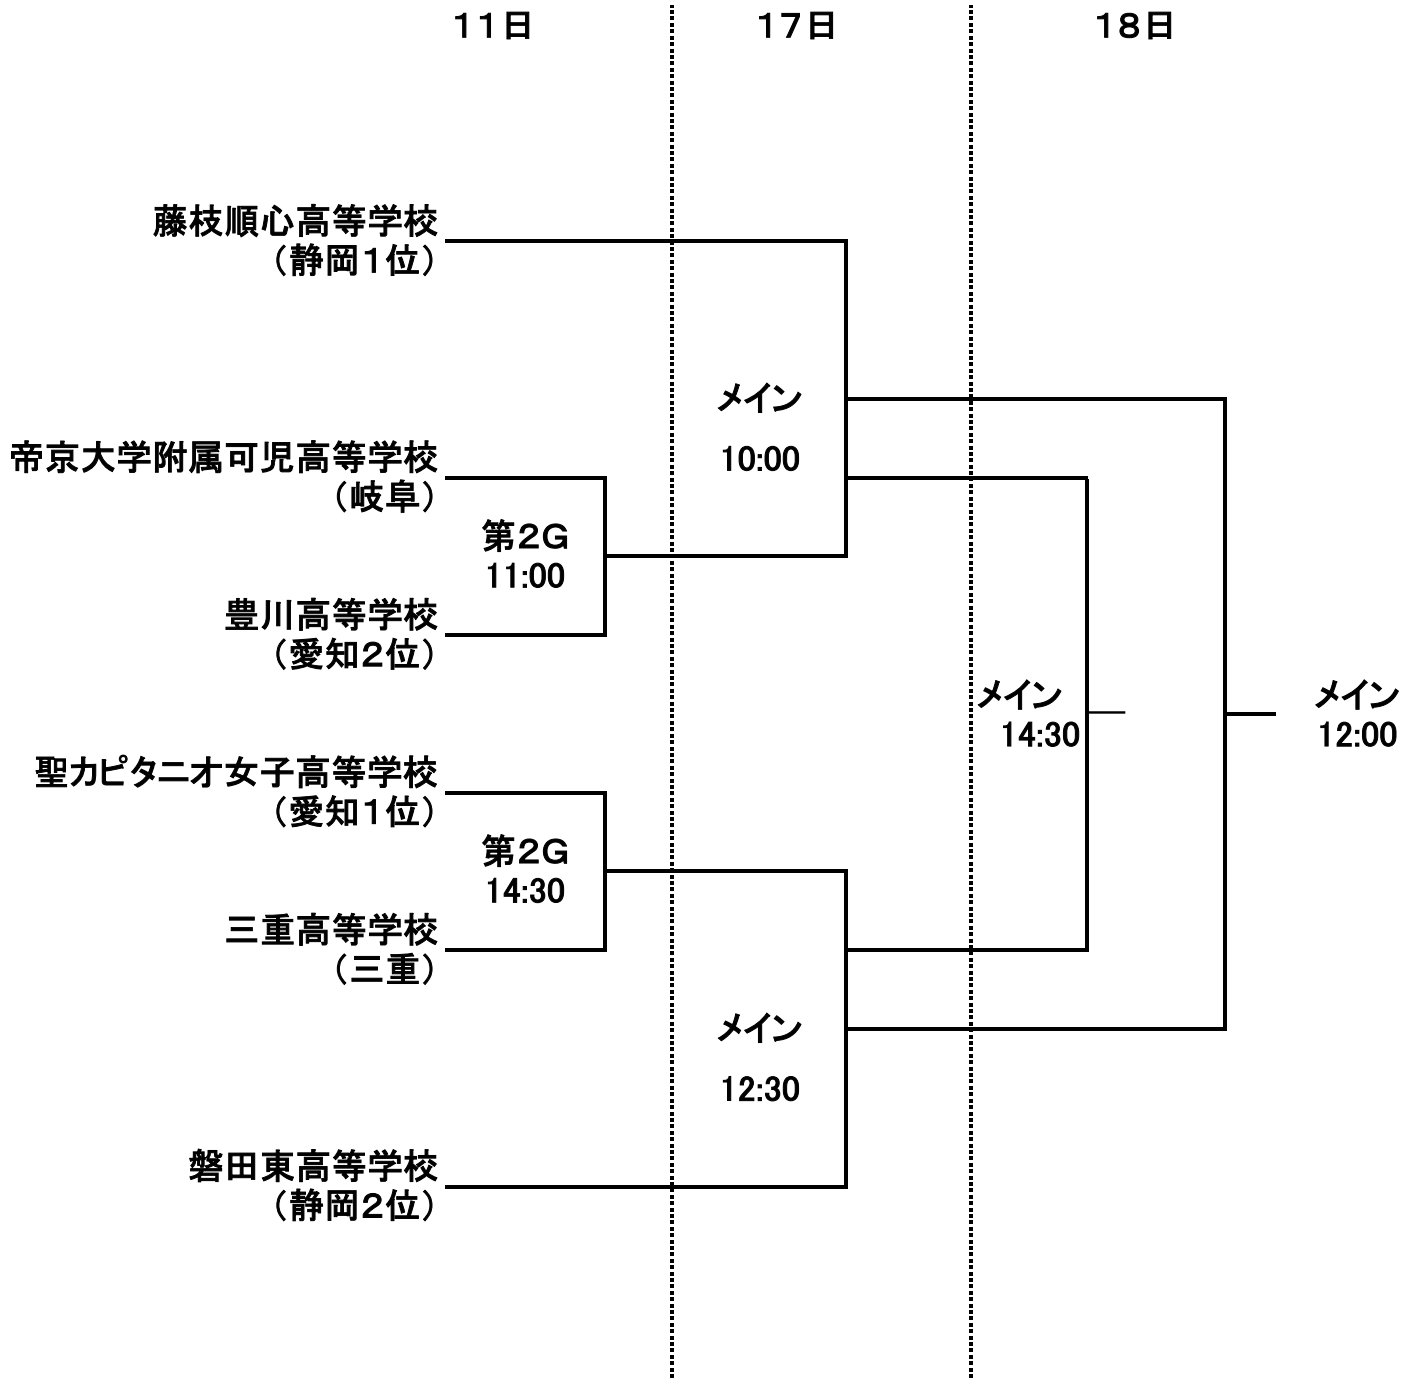 11日
17日
18日
藤枝順心高等学校
（静岡１位）
メイン
10:00
帝京大学附属可児高等学校
（岐阜）
第２G
11:00
豊川高等学校
（愛知２位）
メイン
14:30
メイン
12:00
聖カピタニオ女子高等学校
（愛知１位）
第２G
14:30
三重高等学校
（三重）
メイン
12:30
磐田東高等学校
（静岡２位）